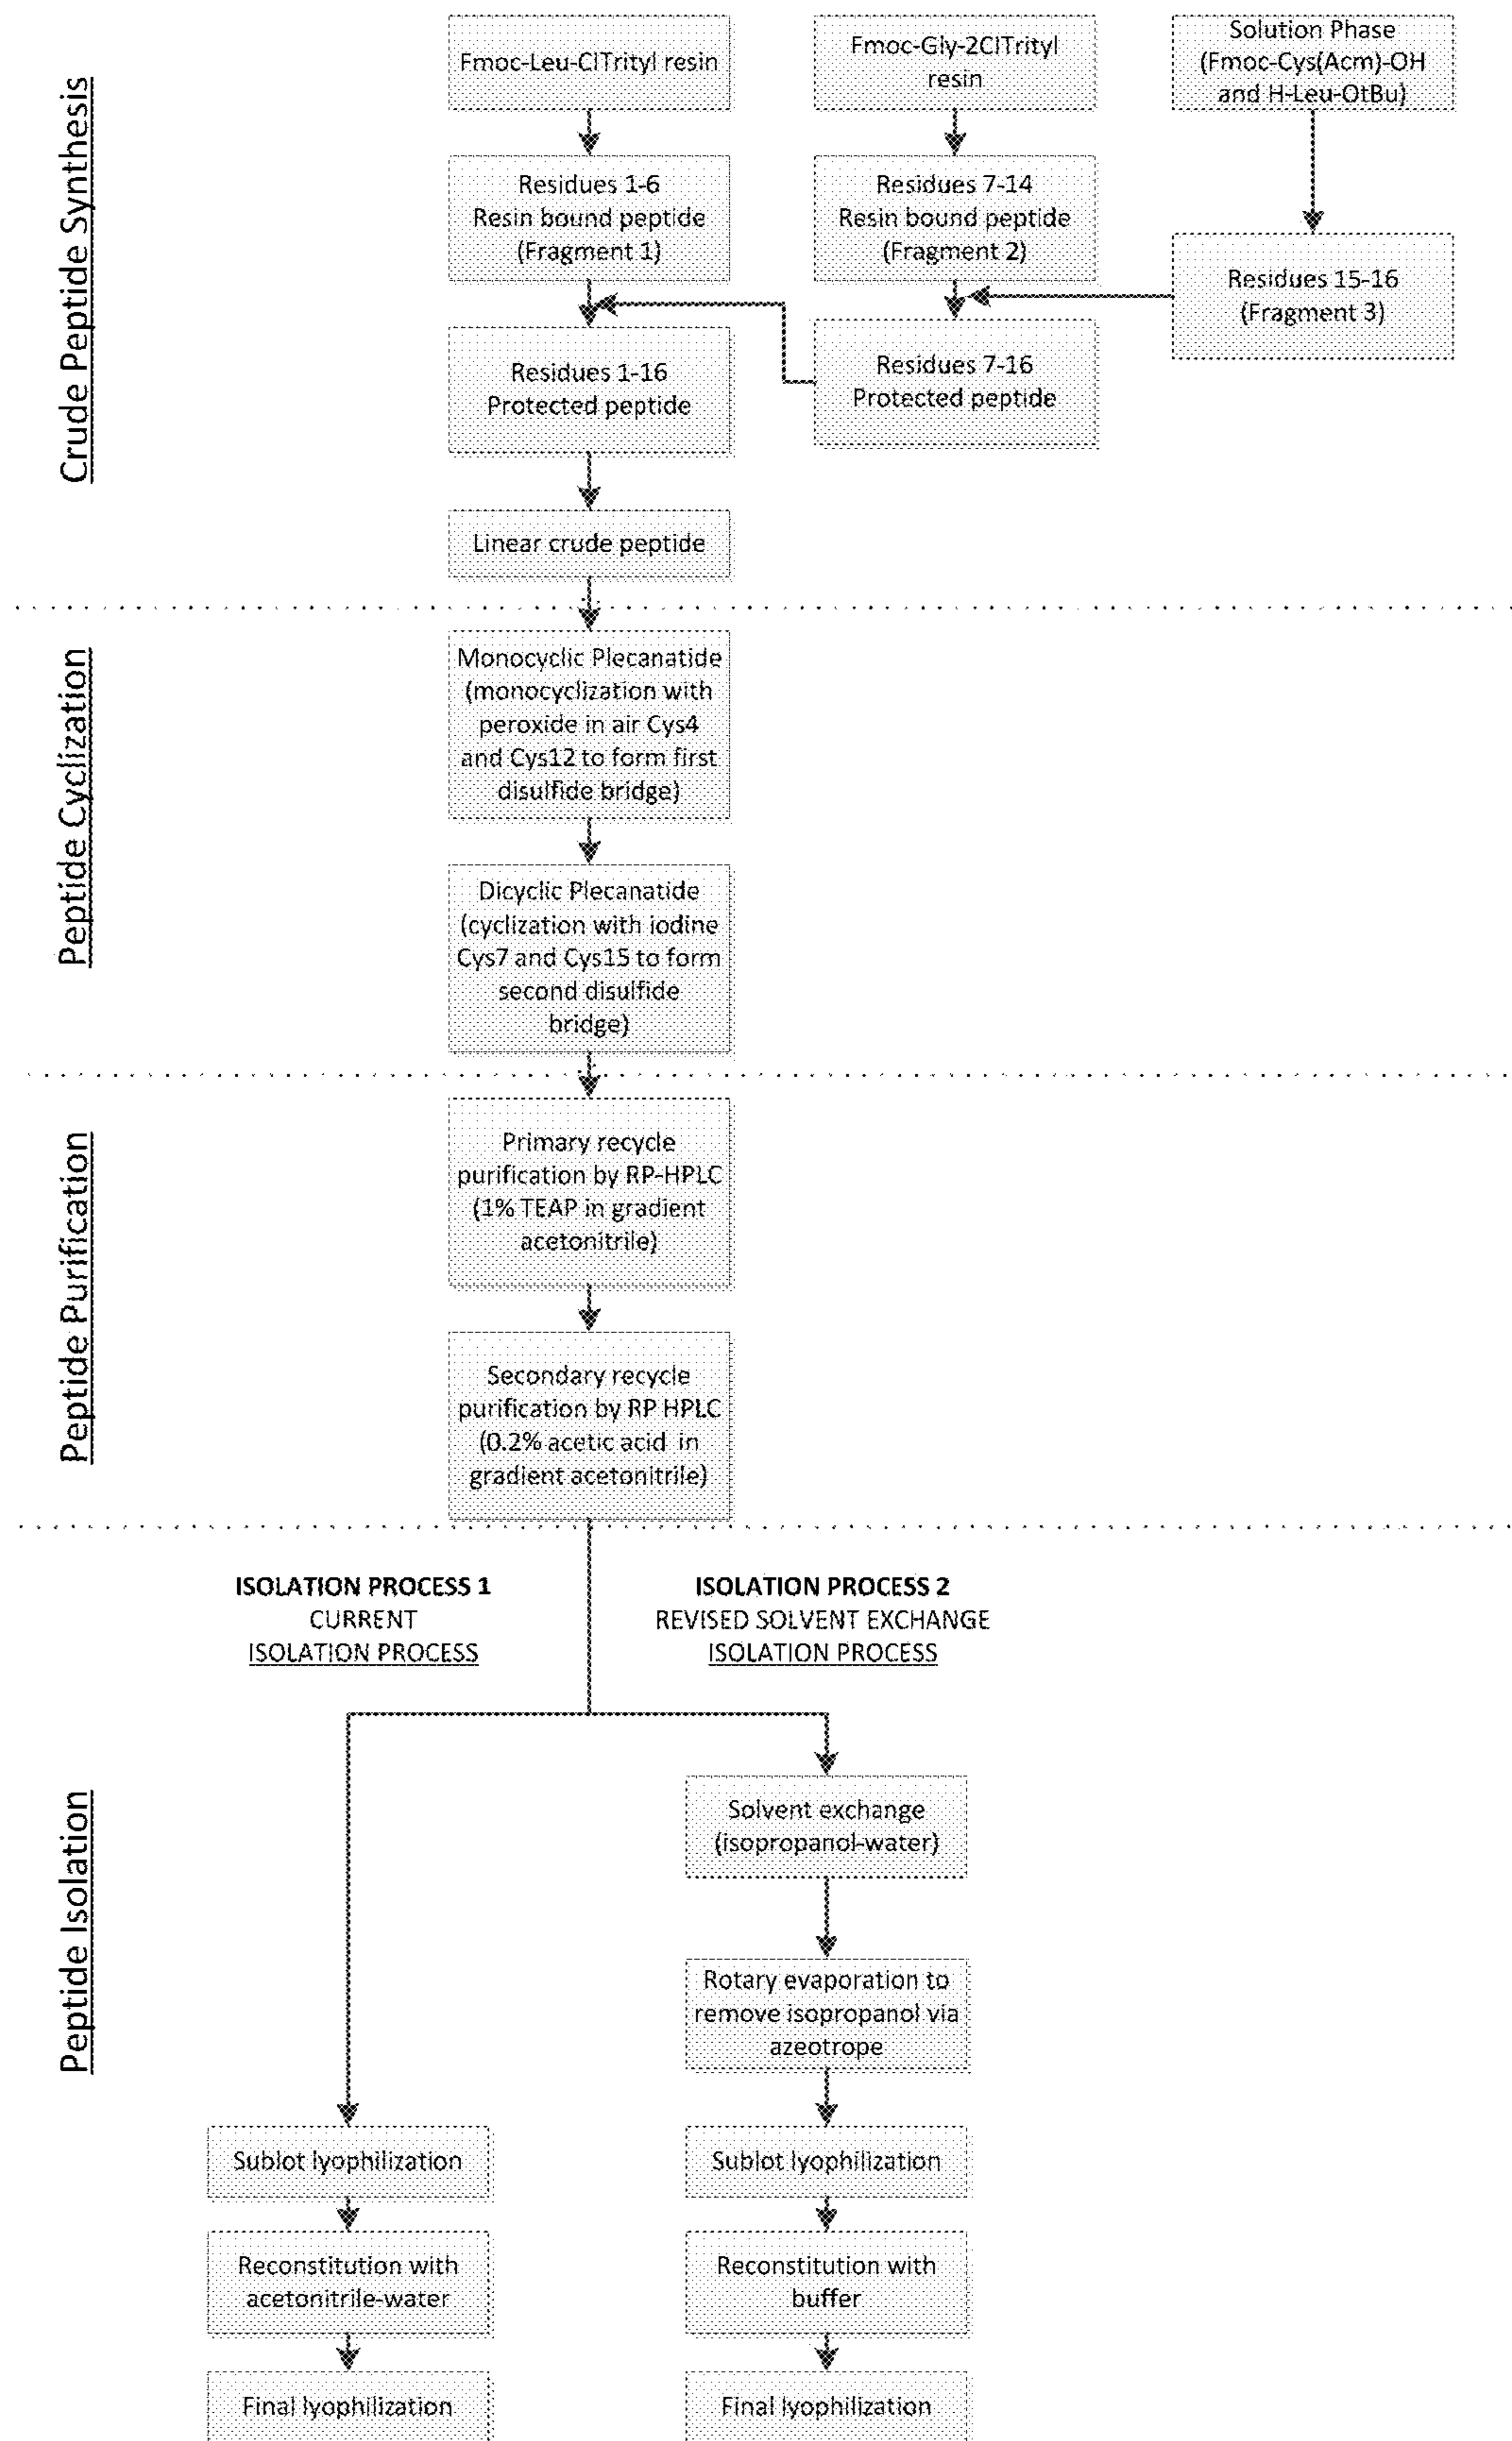 Crude Peptide Synthesis
Fmoc-Leu-ClTrityl resin
Fmoc-Gly-2ClTrityl
resin
Solution Phase
(Fmoc-Cys(Acm)-OH
and H-Leu-OtBu)
Residues 1-6
Resin bound peptide
(Fragment 1)
Residues 7-14
Resin bound peptide
(Fragment 2)
Residues 15-16
(Fragment 3)
Residues 1-16
Protected peptide
Residues 7-16
Protected peptide
Linear crude peptide
Peptide Cyclization
Monocyclic Plecanatide
(monocyclization with
peroxide in air Cys4
and Cys12 to form first
disulfide bridge)
Dicyclic Plecanatide
(cyclization with iodine
Cys7 and Cys15 to form
second disulfide
bridge)
Peptide Purification
Primary recycle
purification by RP-HPLC
(1% TEAP in gradient
acetonitrile)
Secondary recycle
purification by RP HPLC
(0.2% acetic acid in
gradient acetonitrile)
Peptide Isolation
ISOLATION PROCESS 1
CURRENT
ISOLATION PROCESS
ISOLATION PROCESS 2
REVISED SOLVENT EXCHANGE
ISOLATION PROCESS
Solvent exchange
(isopropanol-water)
Rotary evaporation to
remove isopropanol via
azeotrope
Sublot lyophilization
Sublot lyophilization
Reconstitution with
acetonitrile-water
Reconstitution with
buffer
Final lyophilization
Final lyophilization